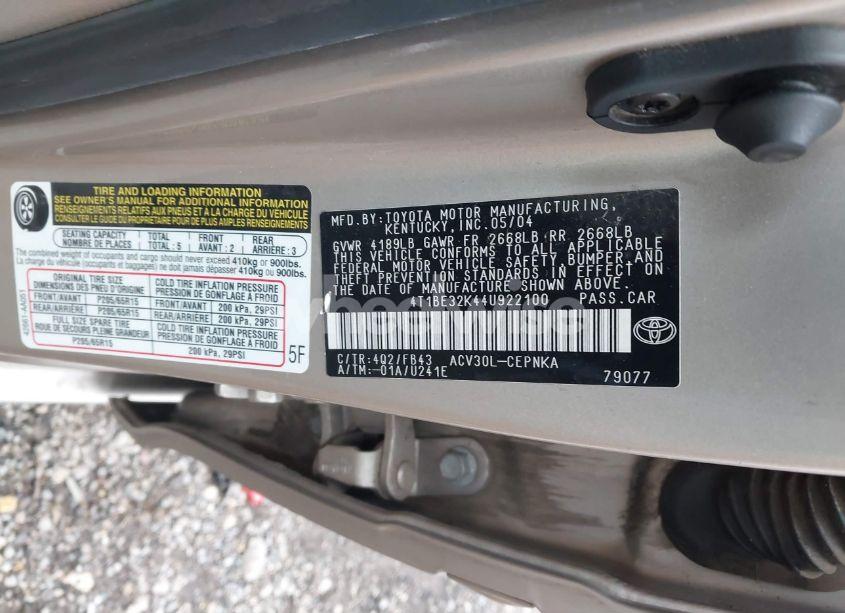 TIRE AND LOADING INFORMATION
SEE OWNER'S MANUAL FOR ADDITIONAL INFORMATION
RENSEIGNEMENTS RELATIFS AUX PNEUS ET A LA CHARGE DU VÉHICULE
CONSULTER LE GUIDE DU PROPRIETAIRE POUR DE PLUS AMPLES RENSEIGNEMENTS
SEATING CAPACITY TOTAL FRONT REAR
NOMBRE DE PLACES TOTAL : 5 AVANT : 2 ARRIÈRE : 3
The combined weight of occupants and cargo should never exceed 410kg or 900lbs.
La charge du véhicule (occupants et bagages) ne doit jamais dépasser 410kg ou 900lbs.
ORIGINAL TIRE SIZE COLD TIRE INFLATION PRESSURE
DIMENSIONS DES PNEUS D'ORIGINE PRESSION DE GONFLAGE À FROID
FRONT/AVANT P205/65R15 200 kPa, 29PSI
REAR/ARRIÈRE P205/65R15 200 kPa, 29PSI
FULL SIZE SPARE TIRE COLD TIRE INFLATION PRESSURE
ROUE DE SECOURS PLEINE GRANDEUR PRESSION DE GONFLAGE À FROID
P205/65R15 200 kPa, 29PSI
42661-AA051
5F
MFD.BY:TOYOTA MOTOR MANUFACTURING,
KENTUCKY, INC. 05/04
GVWR 4189LB GAWR FR 2668LB RR 2668LB
THIS VEHICLE CONFORMS TO ALL APPLICABLE
FEDERAL MOTOR VEHICLE SAFETY, BUMPER, AND
THEFT PREVENTION STANDARDS IN EFFECT ON
THE DATE OF MANUFACTURE SHOWN ABOVE.
4T1BE32K44U922100 PASS.CAR
C/TR:4Q2/FB43 ACV30L-CEPNKA
A/TM:-01A/U241E
79077